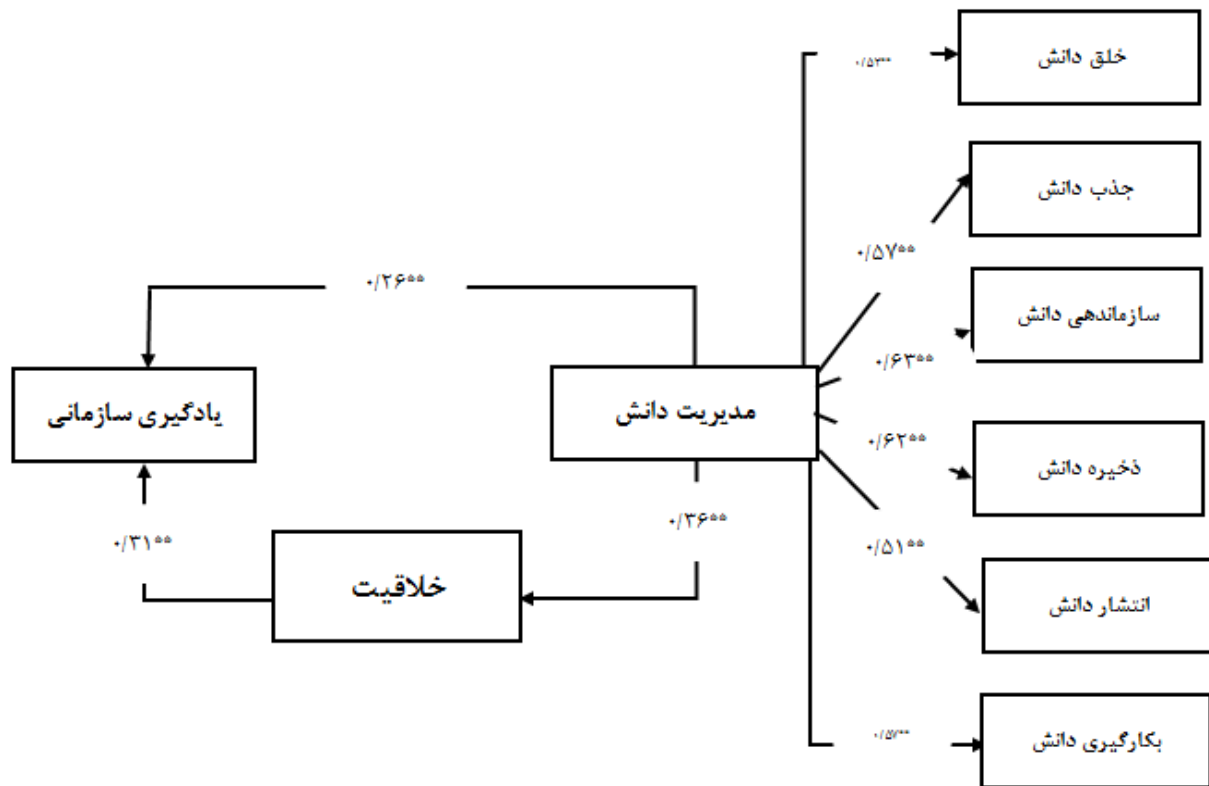 خلق دانش
جذب دانش
۰/۵۷**
۰/۲۶**
سازماندهی دانش
۰/۶۳**
یادگیری سازمانی
مدیریت دانش
۰/۶۲**
ذخیره دانش
۰/۳۱**
۰/۳۶**
۰/۵۱**
خلاقیت
انتشار دانش
بکارگیری دانش